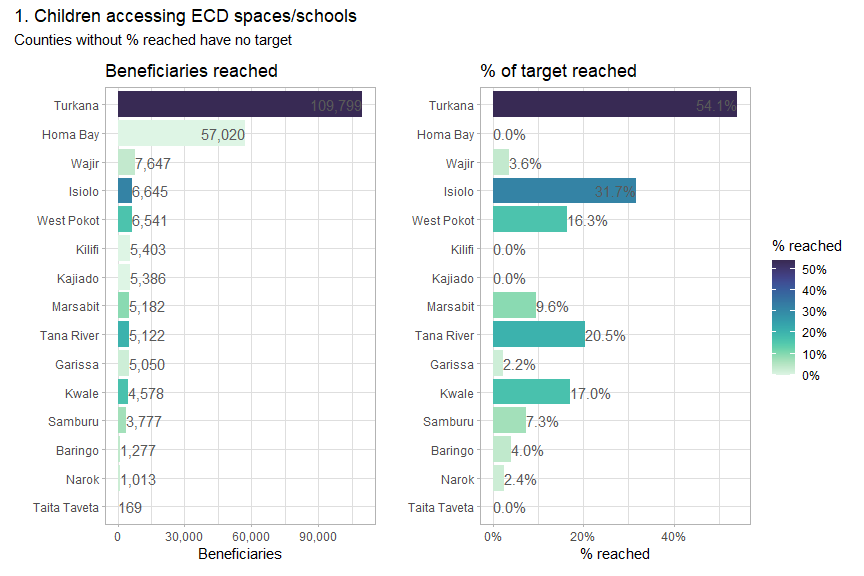 1. Children accessing ECD spaces/schools
Counties without % reached have no target
Beneficiaries reached
Turkana 109,799
Homa Bay 57,020
Wajir 7,647
Isiolo 6,645
West Pokot 6,541
Kilifi 5,403
Kajiado 5,386
Marsabit 5,182
Tana River 5,122
Garissa 5,050
Kwale 4,578
Samburu 3,777
Baringo 1,277
Narok 1,013
Taita Taveta 169
0 30,000 60,000 90,000
Beneficiaries
% of target reached
Turkana 54.1%
Homa Bay 0.0%
Wajir 3.6%
Isiolo 31.7%
West Pokot 16.3%
Kilifi 0.0%
Kajiado 0.0%
Marsabit 9.6%
Tana River 20.5%
Garissa 2.2%
Kwale 17.0%
Samburu 7.3%
Baringo 4.0%
Narok 2.4%
Taita Taveta 0.0%
0% 20% 40%
% reached
% reached
50%
40%
30%
20%
10%
0%